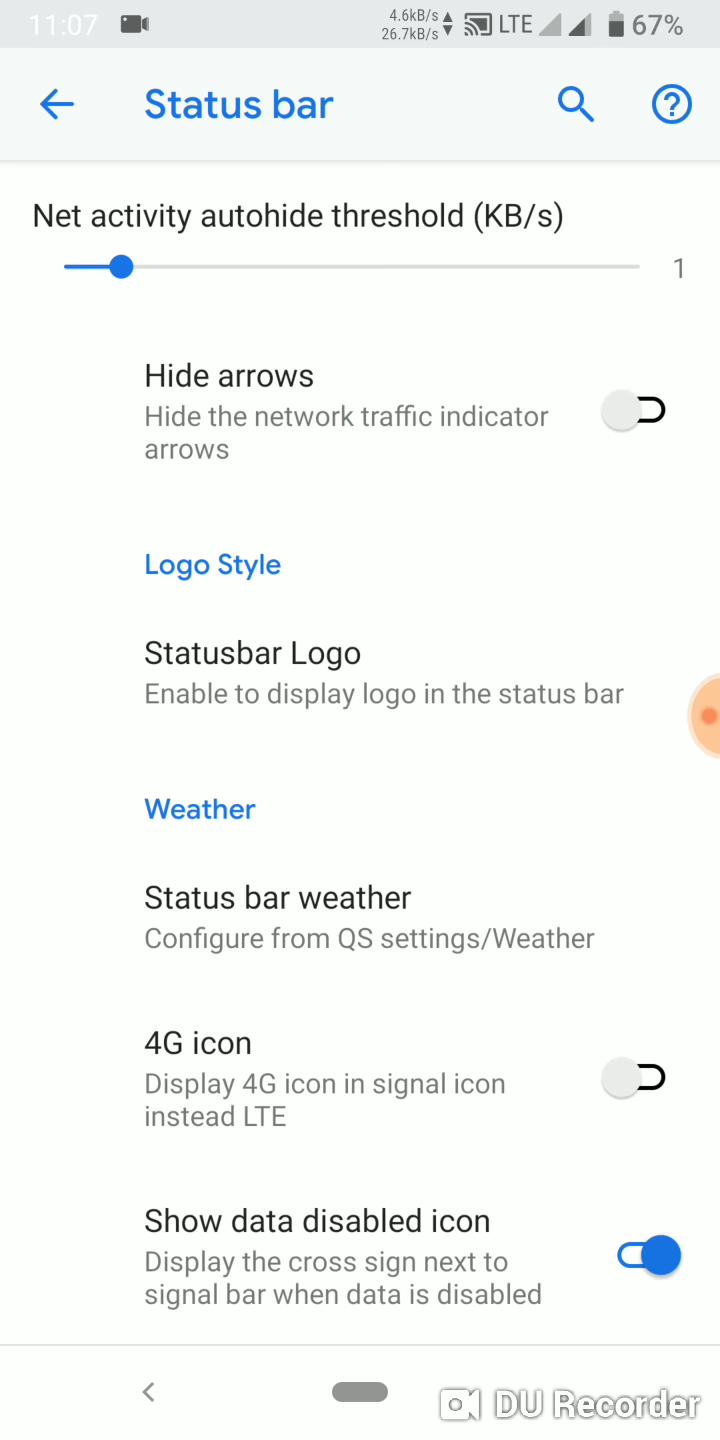 11:07
4.6kB/s
26.7kB/s
LTE
67%
Status bar
Net activity autohide threshold (KB/s)
1
Hide arrows
Hide the network traffic indicator
arrows
Logo Style
Statusbar Logo
Enable to display logo in the status bar
Weather
Status bar weather
Configure from QS settings/Weather
4G icon
Display 4G icon in signal icon
instead LTE
Show data disabled icon
Display the cross sign next to
signal bar when data is disabled
DU Recorder